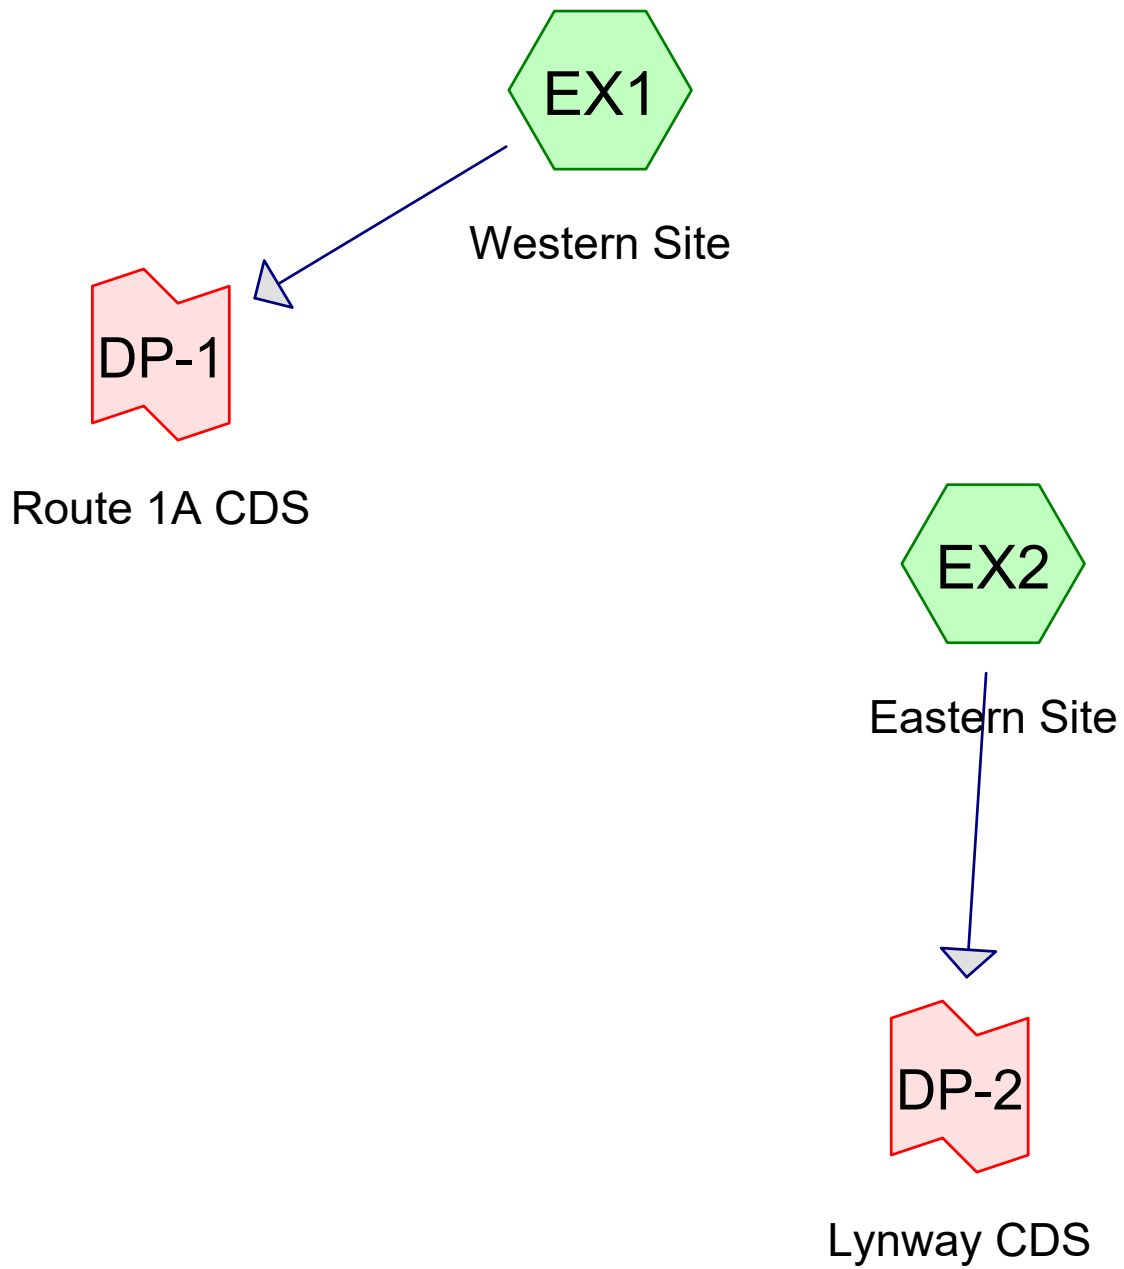 EX1
Western Site
DP-1
Route 1A CDS
EX2
Eastern Site
DP-2
Lynway CDS